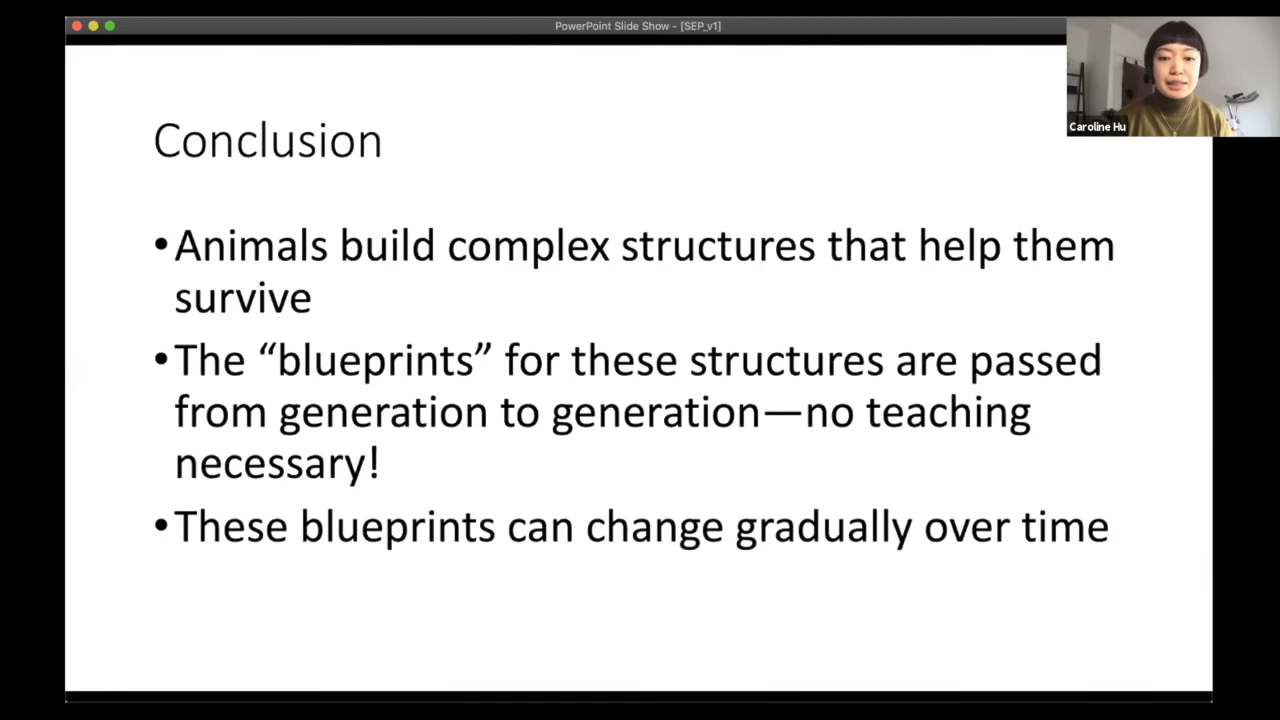 PowerPoint Slide Show - [SEP_v1]
Caroline Hu
Conclusion
•Animals build complex structures that help them
survive
•The “blueprints” for these structures are passed
from generation to generation—no teaching
necessary!
•These blueprints can change gradually over time